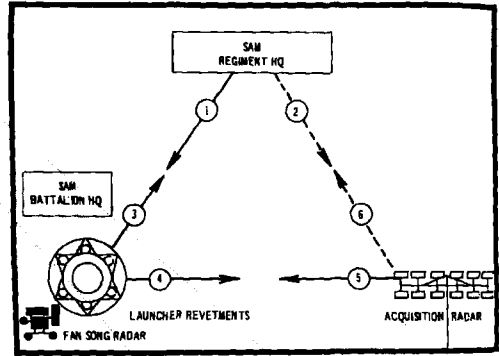 SAM
REGIMENT HQ
1
2
SAM
BATTALION HQ
3
6
4
5
LAUNCHER REVETMENTS
ACQUISITION RADAR
FAN SONG RADAR